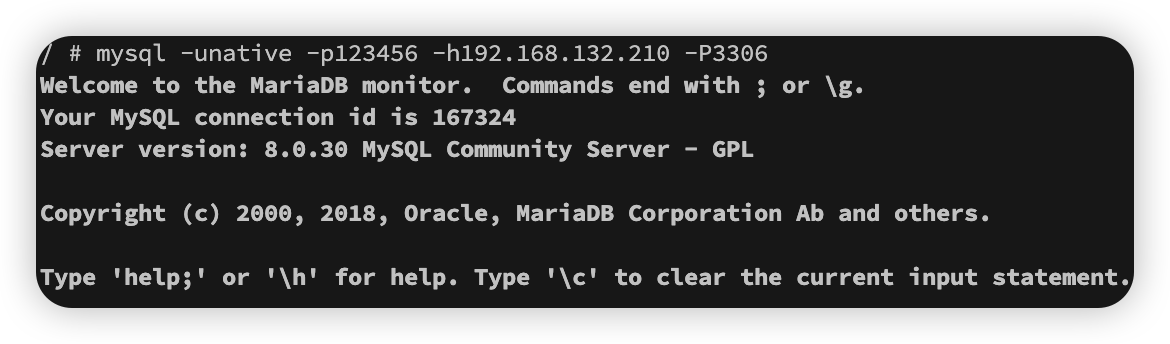 / # mysql -unative -p123456 -h192.168.132.210 -P3306
Welcome to the MariaDB monitor.  Commands end with ; or \g.
Your MySQL connection id is 167324
Server version: 8.0.30 MySQL Community Server - GPL
Copyright (c) 2000, 2018, Oracle, MariaDB Corporation Ab and others.
Type 'help;' or '\h' for help. Type '\c' to clear the current input statement.